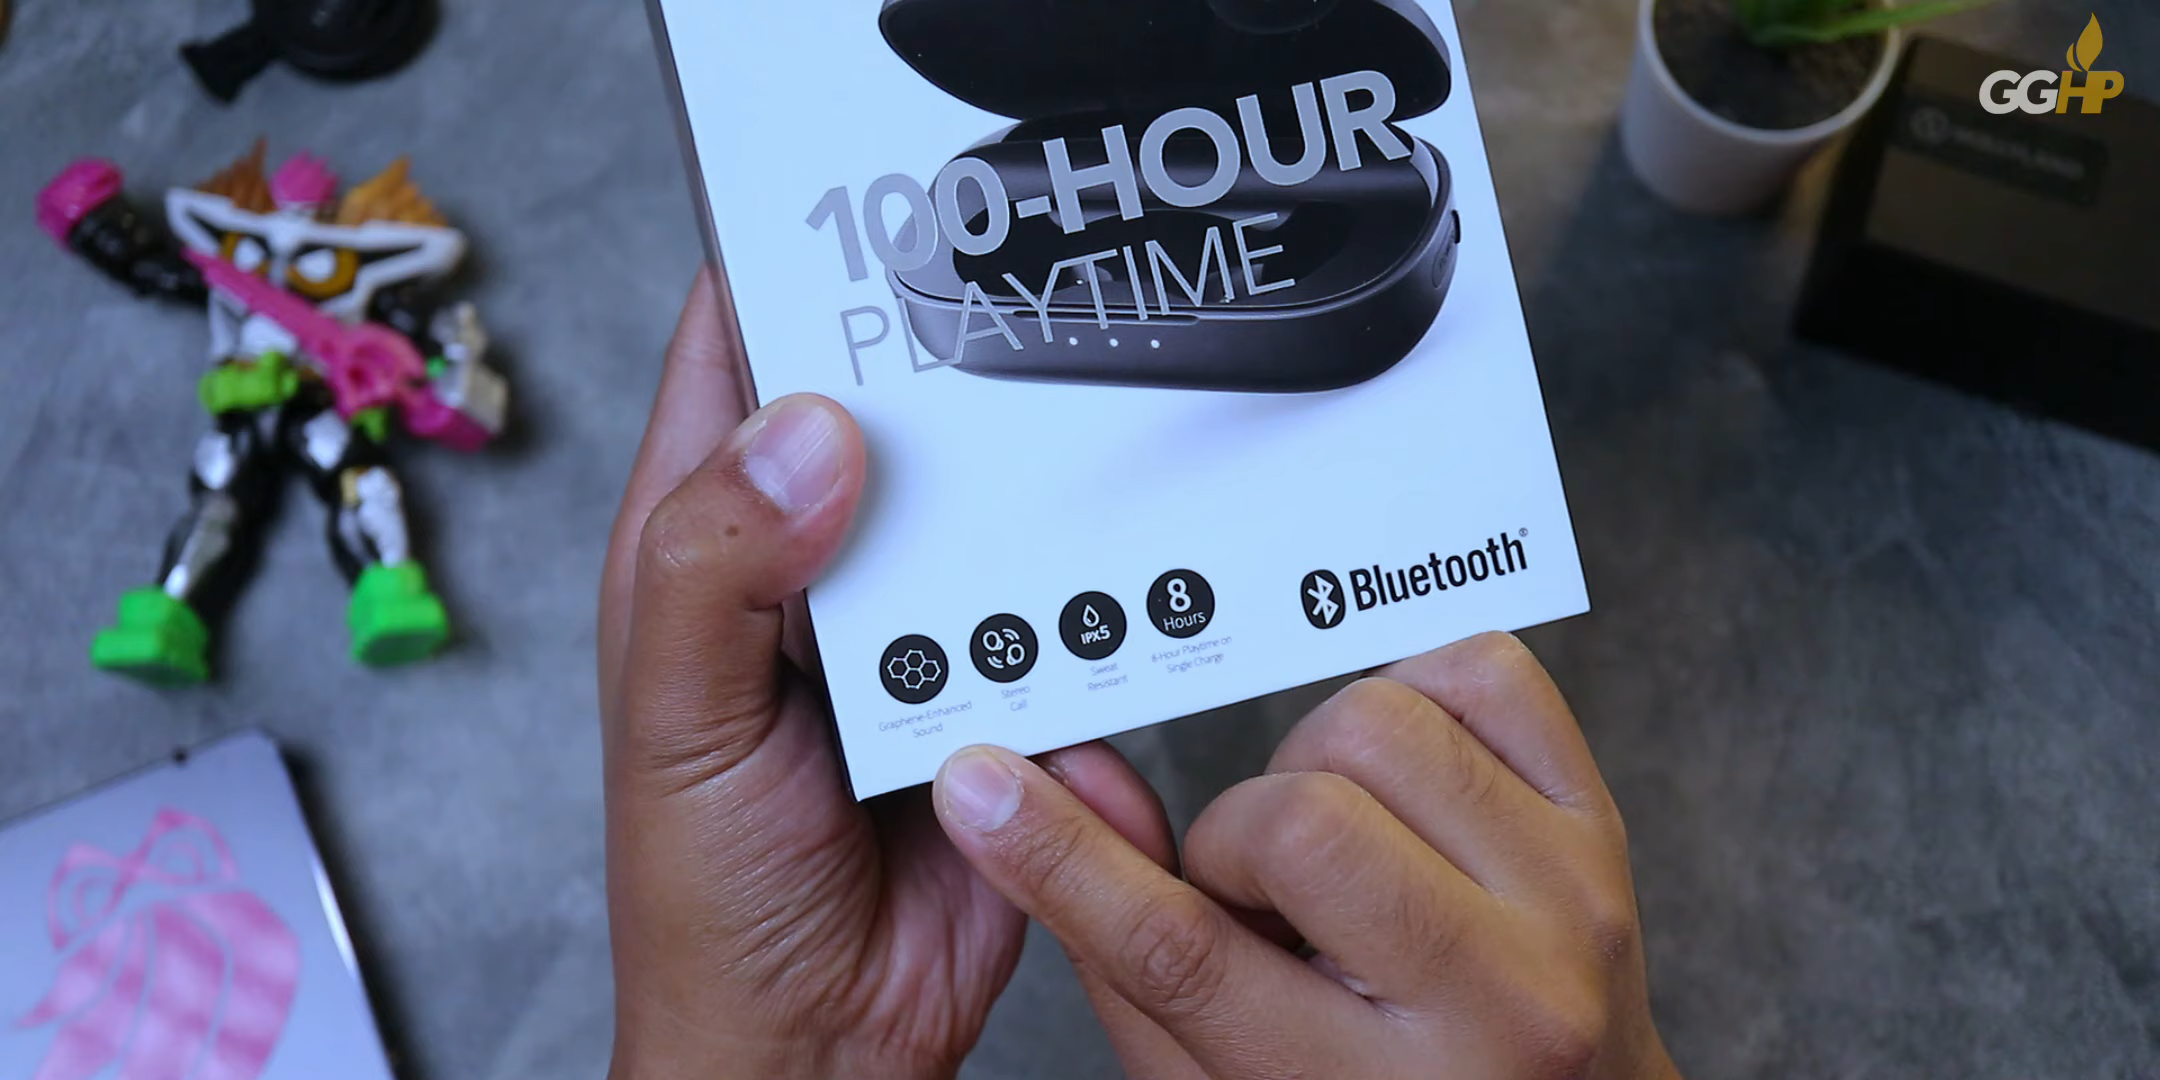 GGHP
100-HOUR
PLAYTIME
Bluetooth®
8
Hours
IPX5
8-Hour Playtime on
Single Charge
Sweat
Resistant
Stereo
Call
Graphene-Enhanced
Sound